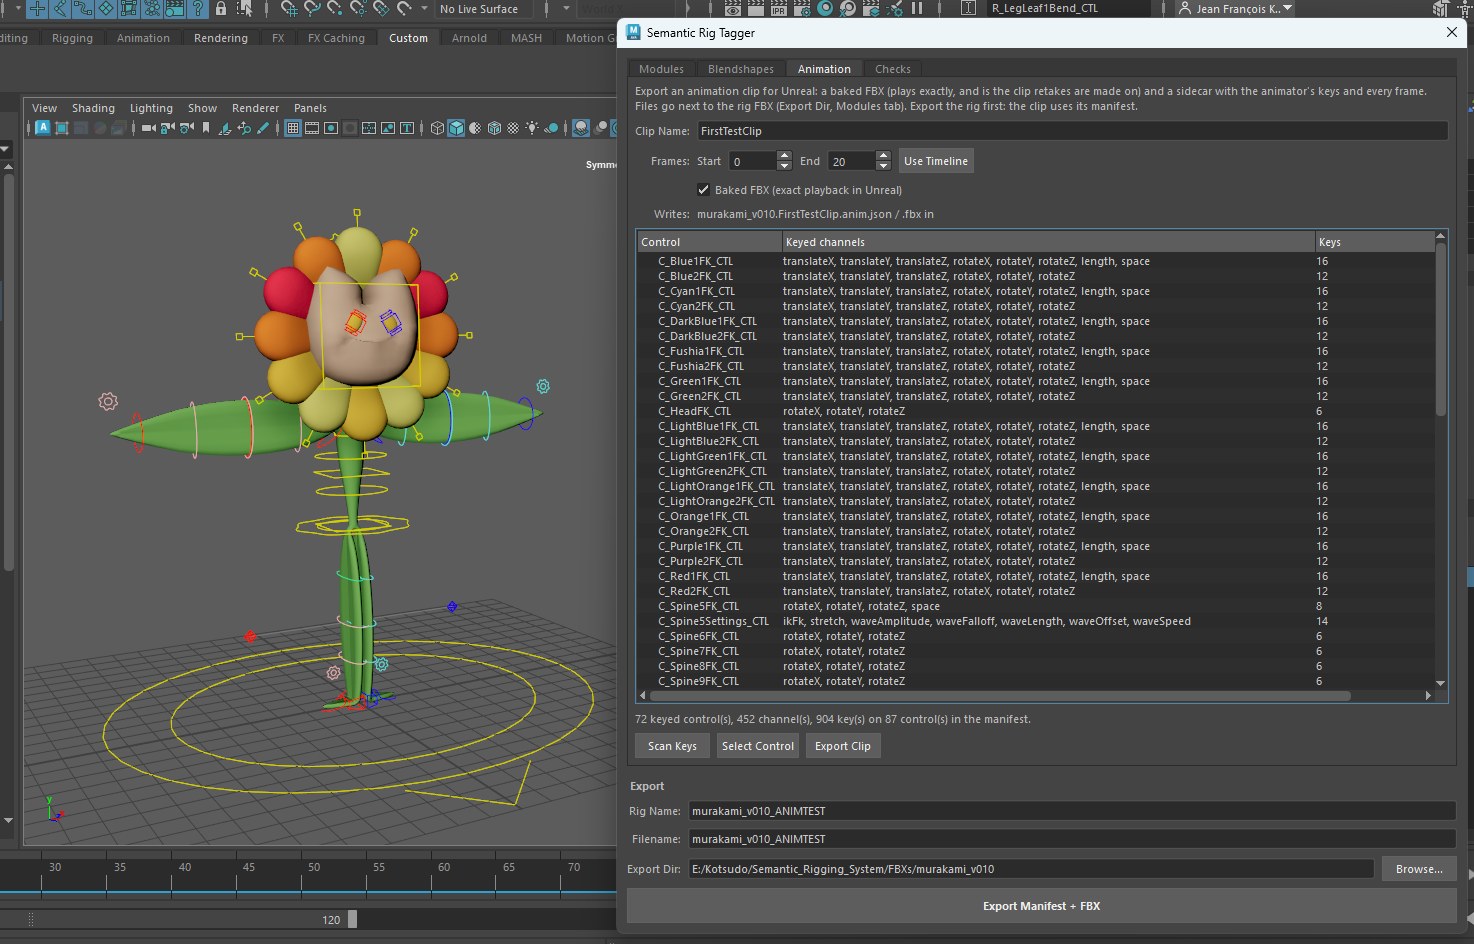 No Live Surface
R_LegLeaf1Bend_CTL
Jean François K..
Semantic Rig Tagger
diting Rigging Animation Rendering FX FX Caching Custom Arnold MASH Motion G
Modules Blendshapes Animation Checks
Export an animation clip for Unreal: a baked FBX (plays exactly, and is the clip retakes are made on) and a sidecar with the animator's keys and every frame.
Files go next to the rig FBX (Export Dir, Modules tab). Export the rig first: the clip uses its manifest.
View Shading Lighting Show Renderer Panels
Clip Name: FirstTestClip
Frames: Start 0 End 20 Use Timeline
Symme
Baked FBX (exact playback in Unreal)
Writes: murakami_v010.FirstTestClip.anim.json / .fbx in
Control Keyed channels Keys
C_Blue1FK_CTL translateX, translateY, translateZ, rotateX, rotateY, rotateZ, length, space 16
C_Blue2FK_CTL translateX, translateY, translateZ, rotateX, rotateY, rotateZ 12
C_Cyan1FK_CTL translateX, translateY, translateZ, rotateX, rotateY, rotateZ, length, space 16
C_Cyan2FK_CTL translateX, translateY, translateZ, rotateX, rotateY, rotateZ 12
C_DarkBlue1FK_CTL translateX, translateY, translateZ, rotateX, rotateY, rotateZ, length, space 16
C_DarkBlue2FK_CTL translateX, translateY, translateZ, rotateX, rotateY, rotateZ 12
C_Fushia1FK_CTL translateX, translateY, translateZ, rotateX, rotateY, rotateZ, length, space 16
C_Fushia2FK_CTL translateX, translateY, translateZ, rotateX, rotateY, rotateZ 12
C_Green1FK_CTL translateX, translateY, translateZ, rotateX, rotateY, rotateZ, length, space 16
C_Green2FK_CTL translateX, translateY, translateZ, rotateX, rotateY, rotateZ 12
C_HeadFK_CTL rotateX, rotateY, rotateZ 6
C_LightBlue1FK_CTL translateX, translateY, translateZ, rotateX, rotateY, rotateZ, length, space 16
C_LightBlue2FK_CTL translateX, translateY, translateZ, rotateX, rotateY, rotateZ 12
C_LightGreen1FK_CTL translateX, translateY, translateZ, rotateX, rotateY, rotateZ, length, space 16
C_LightGreen2FK_CTL translateX, translateY, translateZ, rotateX, rotateY, rotateZ 12
C_LightOrange1FK_CTL translateX, translateY, translateZ, rotateX, rotateY, rotateZ, length, space 16
C_LightOrange2FK_CTL translateX, translateY, translateZ, rotateX, rotateY, rotateZ 12
C_Orange1FK_CTL translateX, translateY, translateZ, rotateX, rotateY, rotateZ, length, space 16
C_Orange2FK_CTL translateX, translateY, translateZ, rotateX, rotateY, rotateZ 12
C_Purple1FK_CTL translateX, translateY, translateZ, rotateX, rotateY, rotateZ, length, space 16
C_Purple2FK_CTL translateX, translateY, translateZ, rotateX, rotateY, rotateZ 12
C_Red1FK_CTL translateX, translateY, translateZ, rotateX, rotateY, rotateZ, length, space 16
C_Red2FK_CTL translateX, translateY, translateZ, rotateX, rotateY, rotateZ 12
C_Spine5FK_CTL rotateX, rotateY, rotateZ, space 8
C_Spine5Settings_CTL ikFk, stretch, waveAmplitude, waveFalloff, waveLength, waveOffset, waveSpeed 14
C_Spine6FK_CTL rotateX, rotateY, rotateZ 6
C_Spine7FK_CTL rotateX, rotateY, rotateZ 6
C_Spine8FK_CTL rotateX, rotateY, rotateZ 6
C_Spine9FK_CTL rotateX, rotateY, rotateZ 6
72 keyed control(s), 452 channel(s), 904 key(s) on 87 control(s) in the manifest.
Scan Keys Select Control Export Clip
Export
Rig Name: murakami_v010_ANIMTEST
Filename: murakami_v010_ANIMTEST
Export Dir: E:/Kotsudo/Semantic_Rigging_System/FBXs/murakami_v010 Browse...
Export Manifest + FBX
y
30 35 40 45 50 55 60 65 70
120